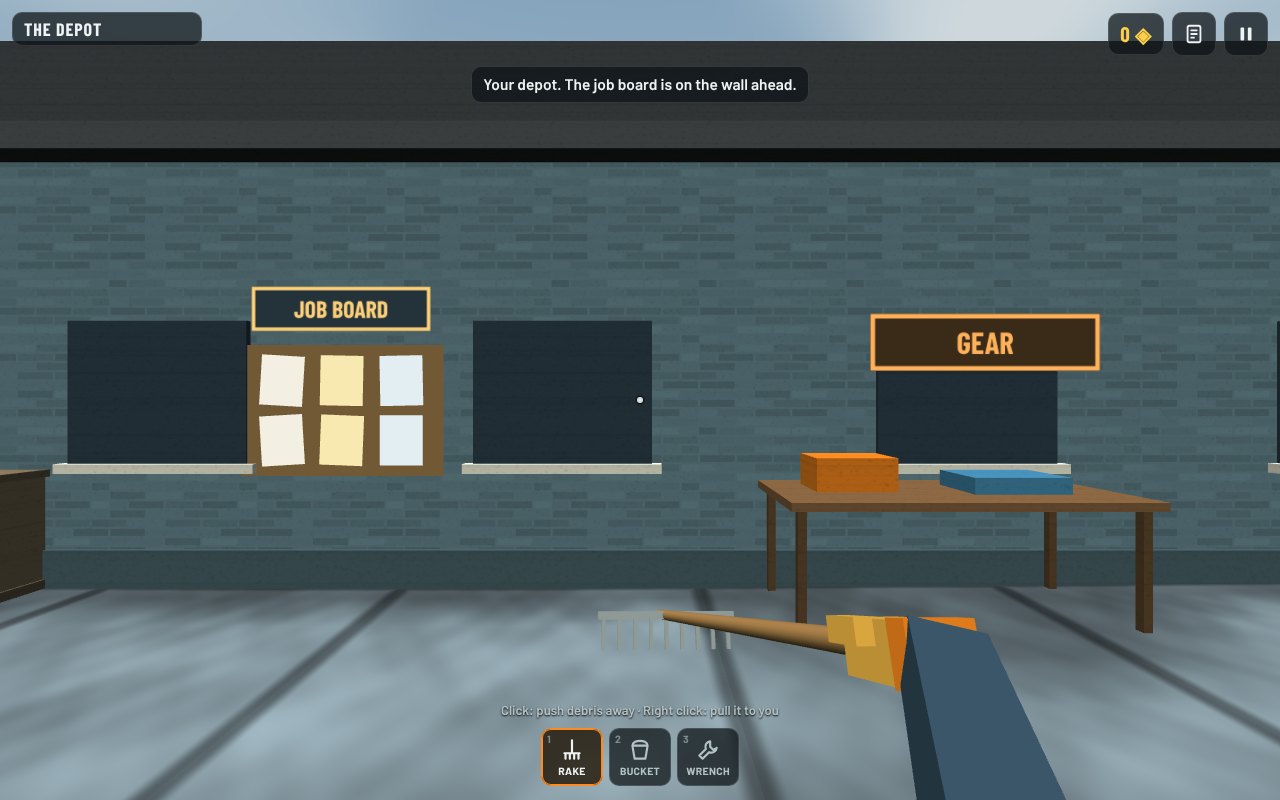 THE DEPOT
0
Your depot. The job board is on the wall ahead.
JOB BOARD
GEAR
Click: push debris away · Right click: pull it to you
1
RAKE
2
BUCKET
3
WRENCH